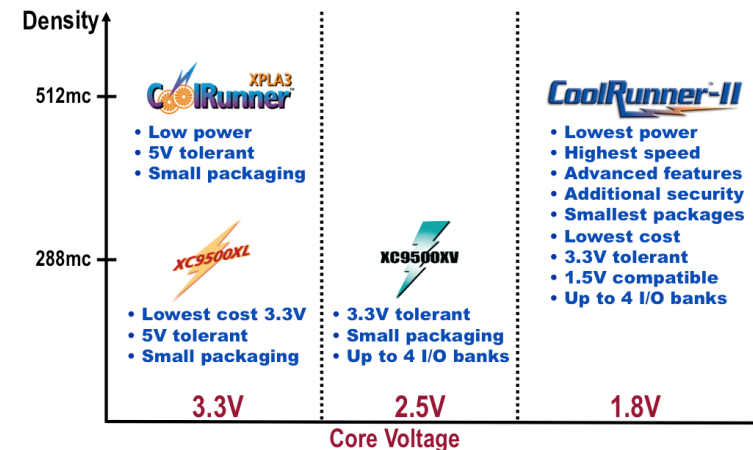 Density
512mc
XPLA3
CoolRunner™
• Low power
• 5V tolerant
• Small packaging
CoolRunner-II
• Lowest power
• Highest speed
• Advanced features
• Additional security
• Smallest packages
• Lowest cost
• 3.3V tolerant
• 1.5V compatible
• Up to 4 I/O banks
288mc
XC9500XL
• Lowest cost 3.3V
• 5V tolerant
• Small packaging
XC9500XV
• 3.3V tolerant
• Small packaging
• Up to 4 I/O banks
3.3V
2.5V
1.8V
Core Voltage